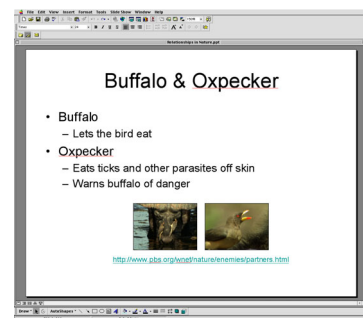 File Edit View Insert Format Tools Slide Show Window Help
Relationships in Nature.ppt
Buffalo & Oxpecker
• Buffalo
– Lets the bird eat
• Oxpecker
– Eats ticks and other parasites off skin
– Warns buffalo of danger
http://www.pbs.org/wnet/nature/enemies/partners.html
Draw AutoShapes